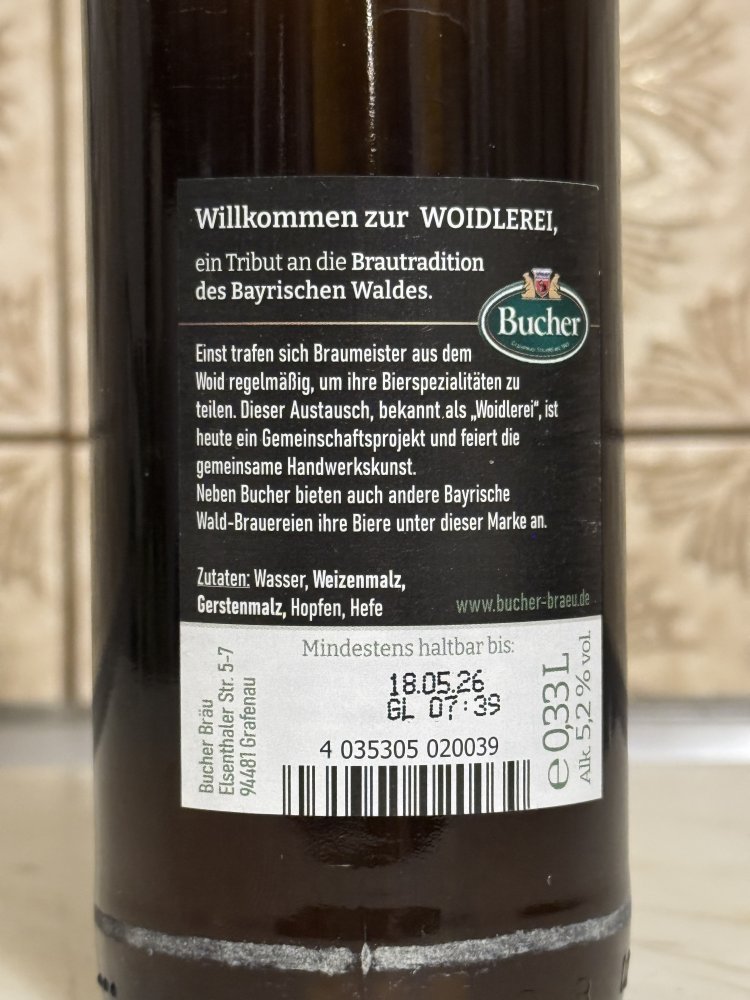 Willkommen zur WOIDLEREI,
ein Tribut an die Brautradition
des Bayrischen Waldes.
Bucher
Einst trafen sich Braumeister aus dem
Woid regelmäßig, um ihre Bierspezialitäten zu
teilen. Dieser Austausch, bekannt als „Woidlerei“, ist
heute ein Gemeinschaftsprojekt und feiert die
gemeinsame Handwerkskunst.
Neben Bucher bieten auch andere Bayrische
Wald-Brauereien ihre Biere unter dieser Marke an.
Zutaten: Wasser, Weizenmalz,
Gerstenmalz, Hopfen, Hefe
www.bucher-braeu.de
Bucher Bräu
Elsenthaler Str. 5-7
94481 Grafenau
Mindestens haltbar bis:
18.05.26
GL 07:39
4 035305 020039
e 0,33 L
Alk. 5,2 % vol.